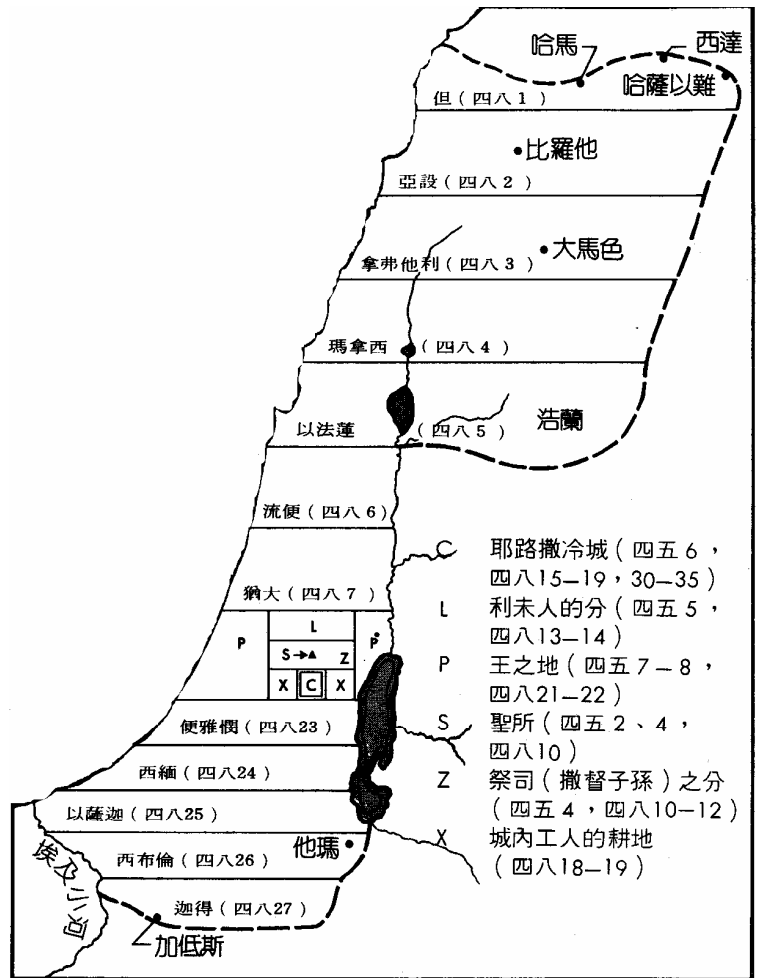 哈馬
西達
哈薩以難
但(四八1)
比羅他
亞設(四八2)
大馬色
拿弗他利(四八3)
瑪拿西 (四八4)
以法蓮 (四八5)
浩蘭
流便(四八6)
猶大(四八7)
P
L
P
S
Z
X
C
X
便雅憫(四八23)
西緬(四八24)
以薩迦(四八25)
西布倫(四八26)
他瑪
迦得(四八27)
加低斯
埃及小河
C 耶路撒冷城(四五6,
四八15–19,30–35)
L 利未人的分(四五5,
四八13–14)
P 王之地(四五7–8,
四八21–22)
S 聖所(四五2、4,
四八10)
Z 祭司(撒督子孫)之分
(四五4,四八10–12)
X 城內工人的耕地
(四八18–19)